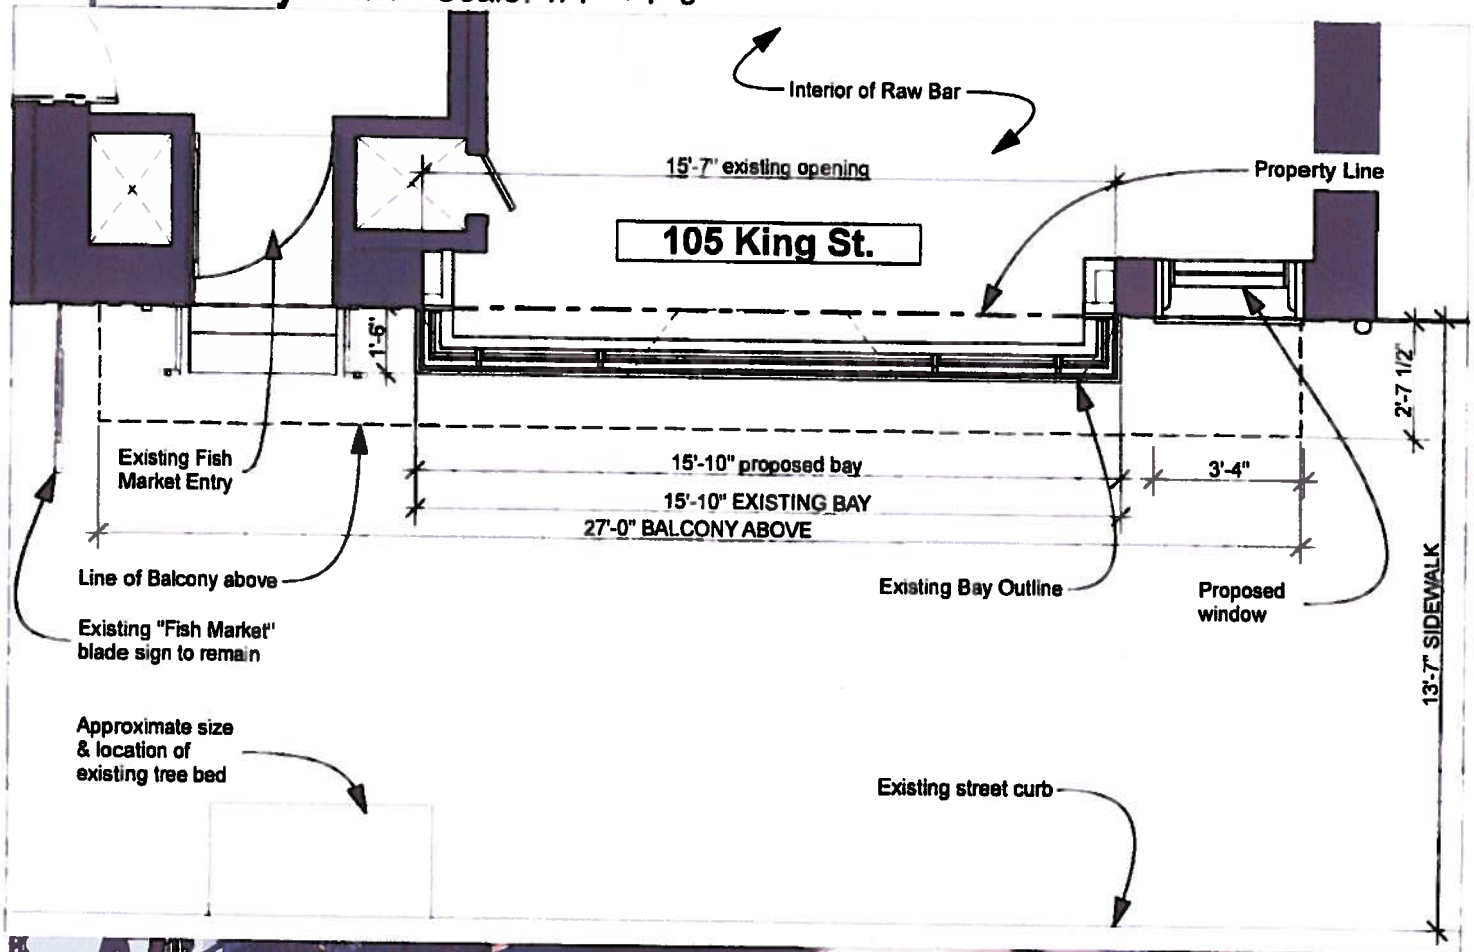 Interior of Raw Bar
15'-7" existing opening
Property Line
105 King St.
x
1'-6"
2'-7 1/2"
Existing Fish
Market Entry
15'-10" proposed bay
3'-4"
15'-10" EXISTING BAY
27'-0" BALCONY ABOVE
13'-7" SIDEWALK
Line of Balcony above
Existing Bay Outline
Proposed
window
Existing "Fish Market"
blade sign to remain
Approximate size
& location of
existing tree bed
Existing street curb